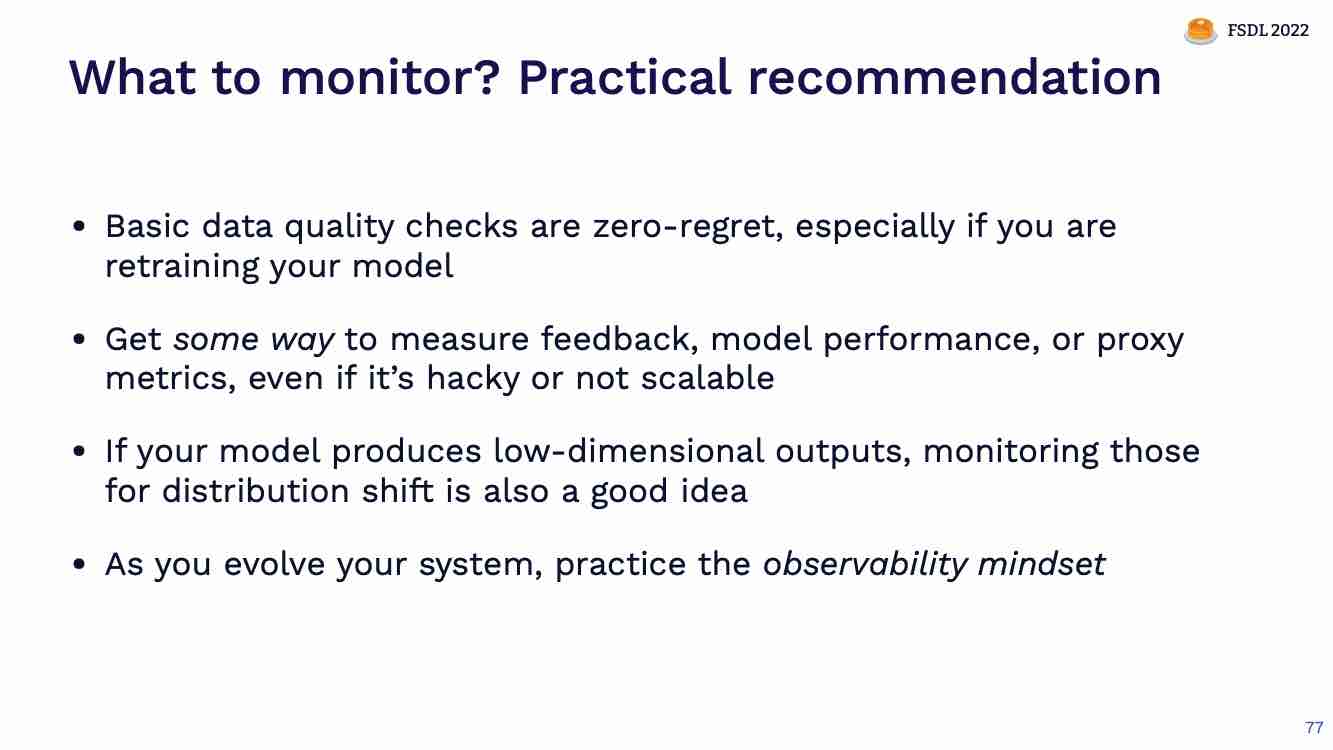 FSDL 2022
What to monitor? Practical recommendation
• Basic data quality checks are zero-regret, especially if you are
retraining your model
• Get some way to measure feedback, model performance, or proxy
metrics, even if it’s hacky or not scalable
• If your model produces low-dimensional outputs, monitoring those
for distribution shift is also a good idea
• As you evolve your system, practice the observability mindset
77